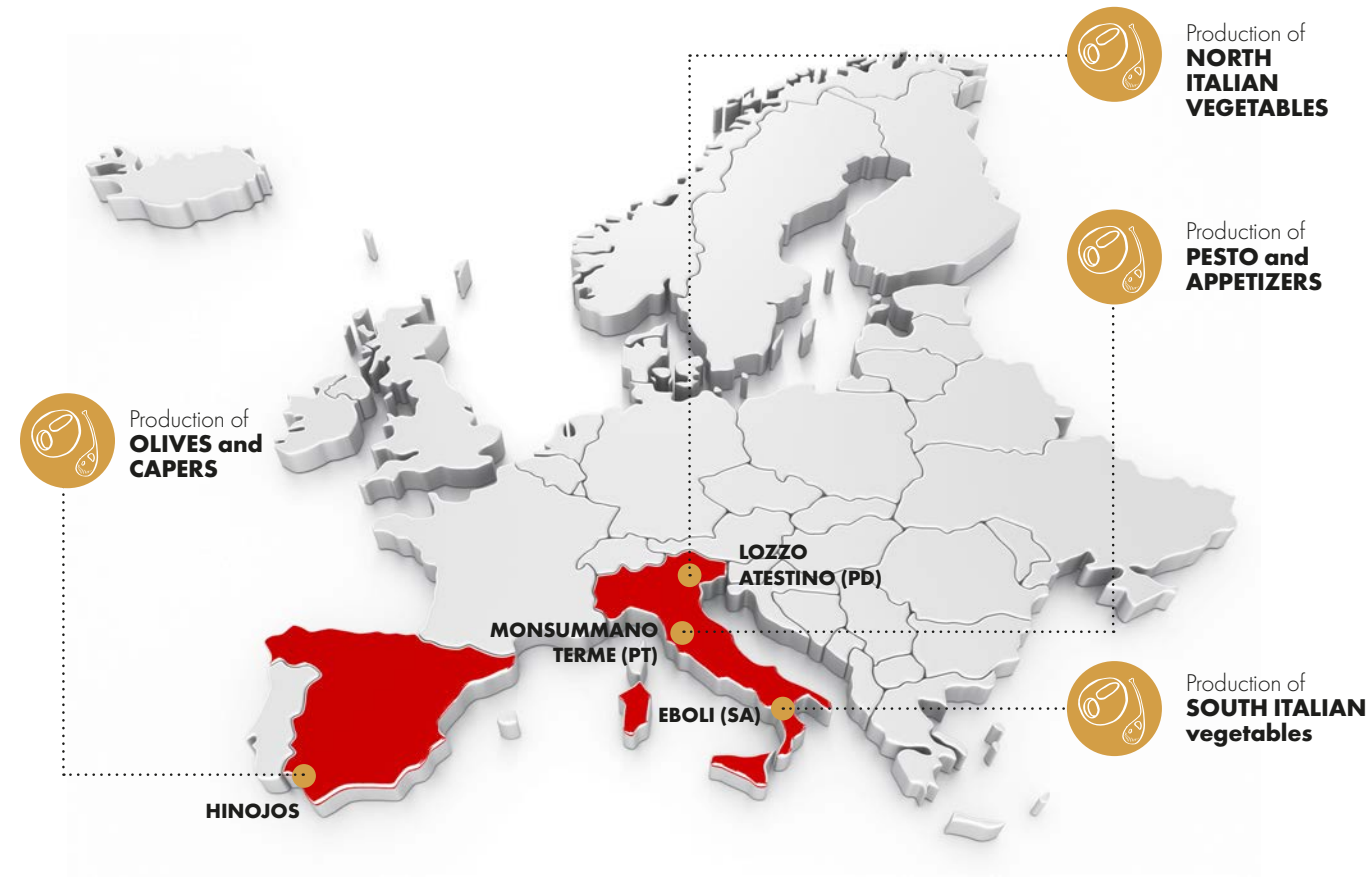 Production of
NORTH
ITALIAN
VEGETABLES
Production of
PESTO and
APPETIZERS
Production of
OLIVES and
CAPERS
LOZZO
ATESTINO (PD)
MONSUMMANO
TERME (PT)
EBOLI (SA)
Production of
SOUTH ITALIAN
vegetables
HINOJOS